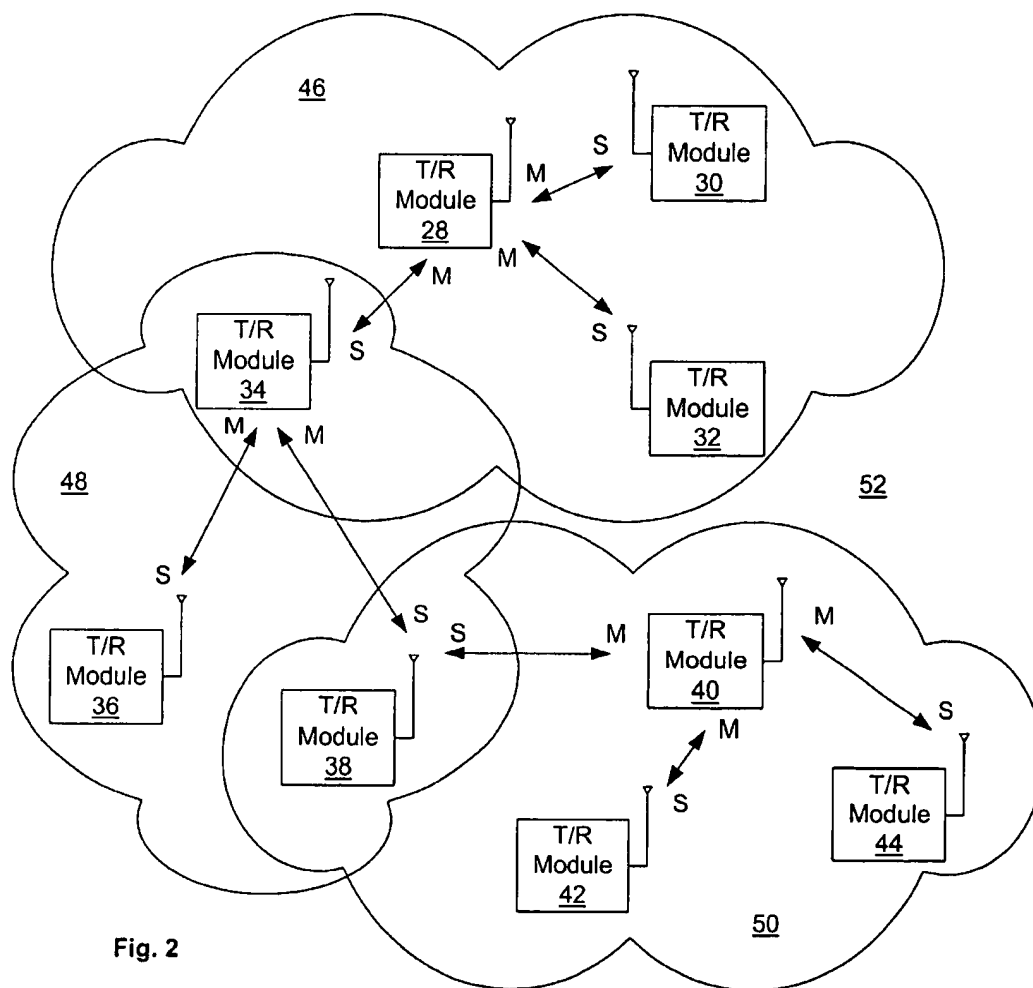 46
T/R
Module
30
S
M
T/R
Module
28
M
M
S
T/R
Module
32
T/R
Module
34
S
M
M
48
52
S
T/R
Module
36
S
S
M
T/R
Module
38
T/R
Module
40
M
M
S
S
T/R
Module
42
T/R
Module
44
50
Fig. 2